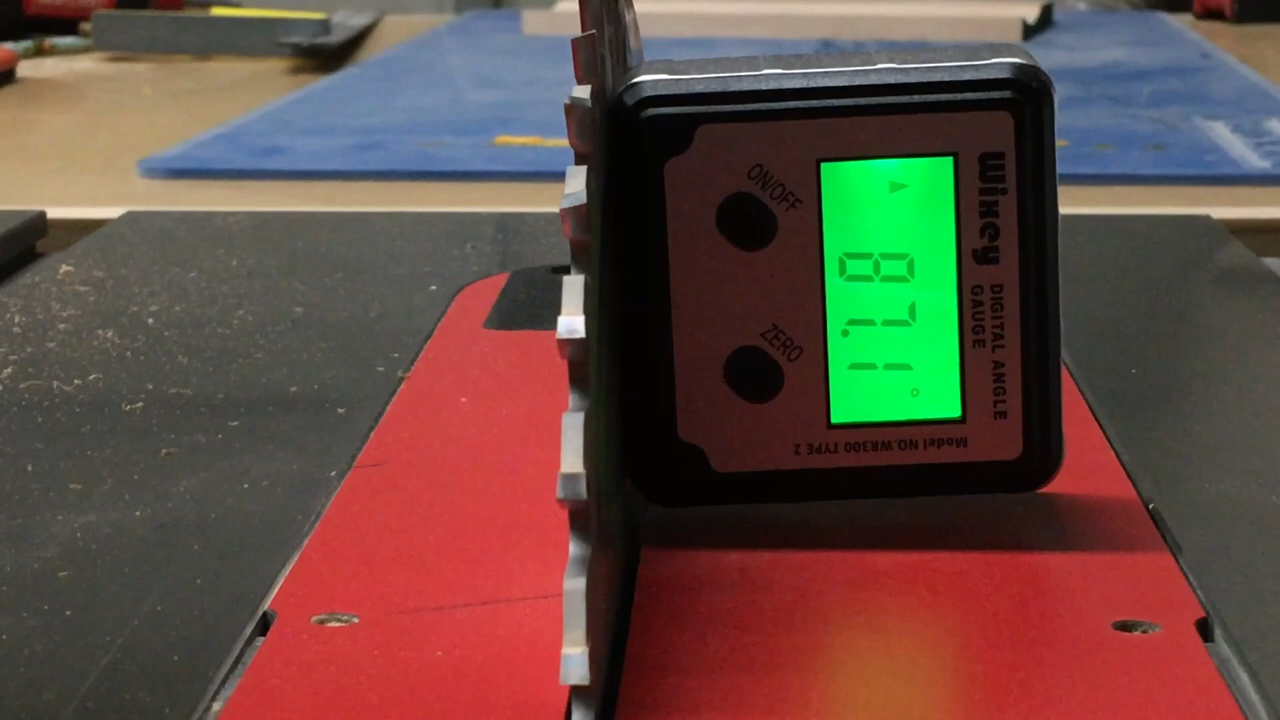 Wixey
DIGITAL ANGLE
GAUGE
87.1°
ON/OFF
ZERO
Model NO.WR300 TYPE 2